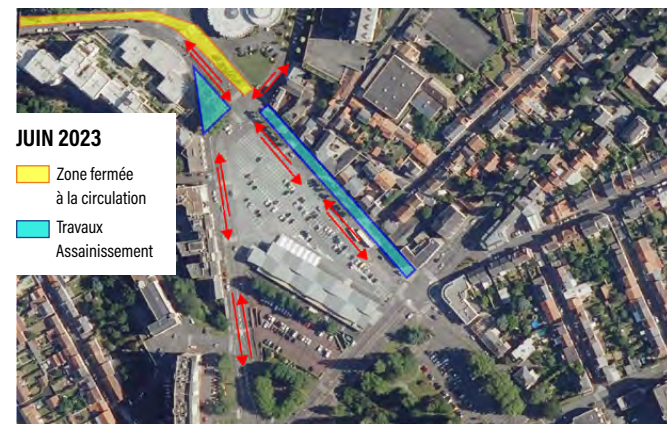 JUIN 2023
Zone fermée
à la circulation
Travaux
Assainissement